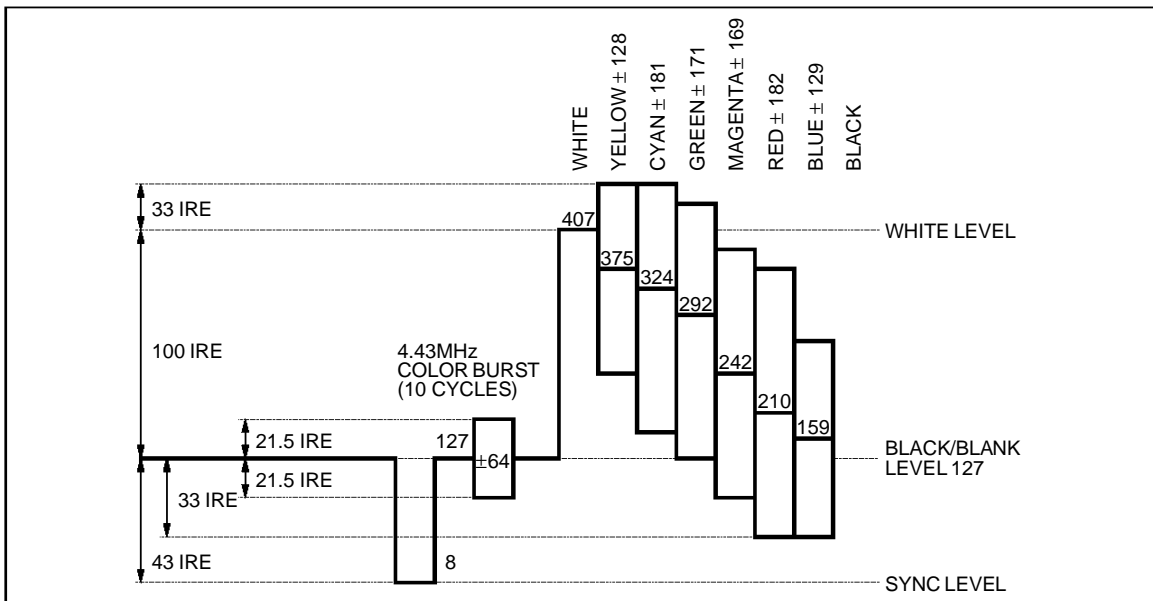 WHITE
YELLOW ± 128
CYAN ± 181
GREEN ± 171
MAGENTA ± 169
RED ± 182
BLUE ± 129
BLACK
33 IRE
407
WHITE LEVEL
375
324
292
100 IRE
4.43MHz
COLOR BURST
(10 CYCLES)
242
210
159
21.5 IRE
127
±64
BLACK/BLANK
LEVEL 127
21.5 IRE
33 IRE
43 IRE
8
SYNC LEVEL